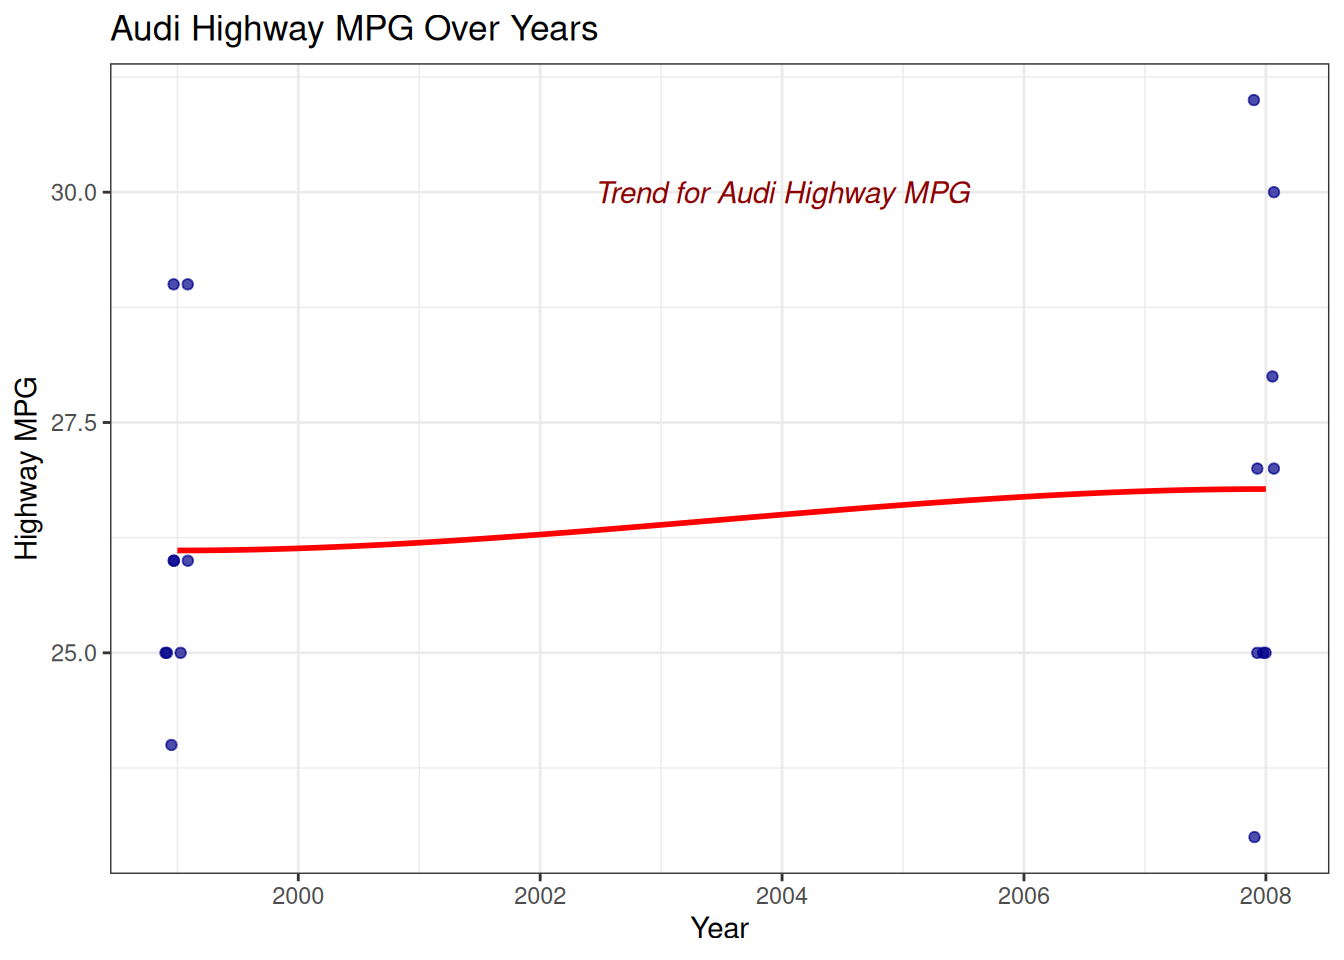 Audi Highway MPG Over Years
Trend for Audi Highway MPG
Highway MPG
30.0
27.5
25.0
2000 2002 2004 2006 2008
Year